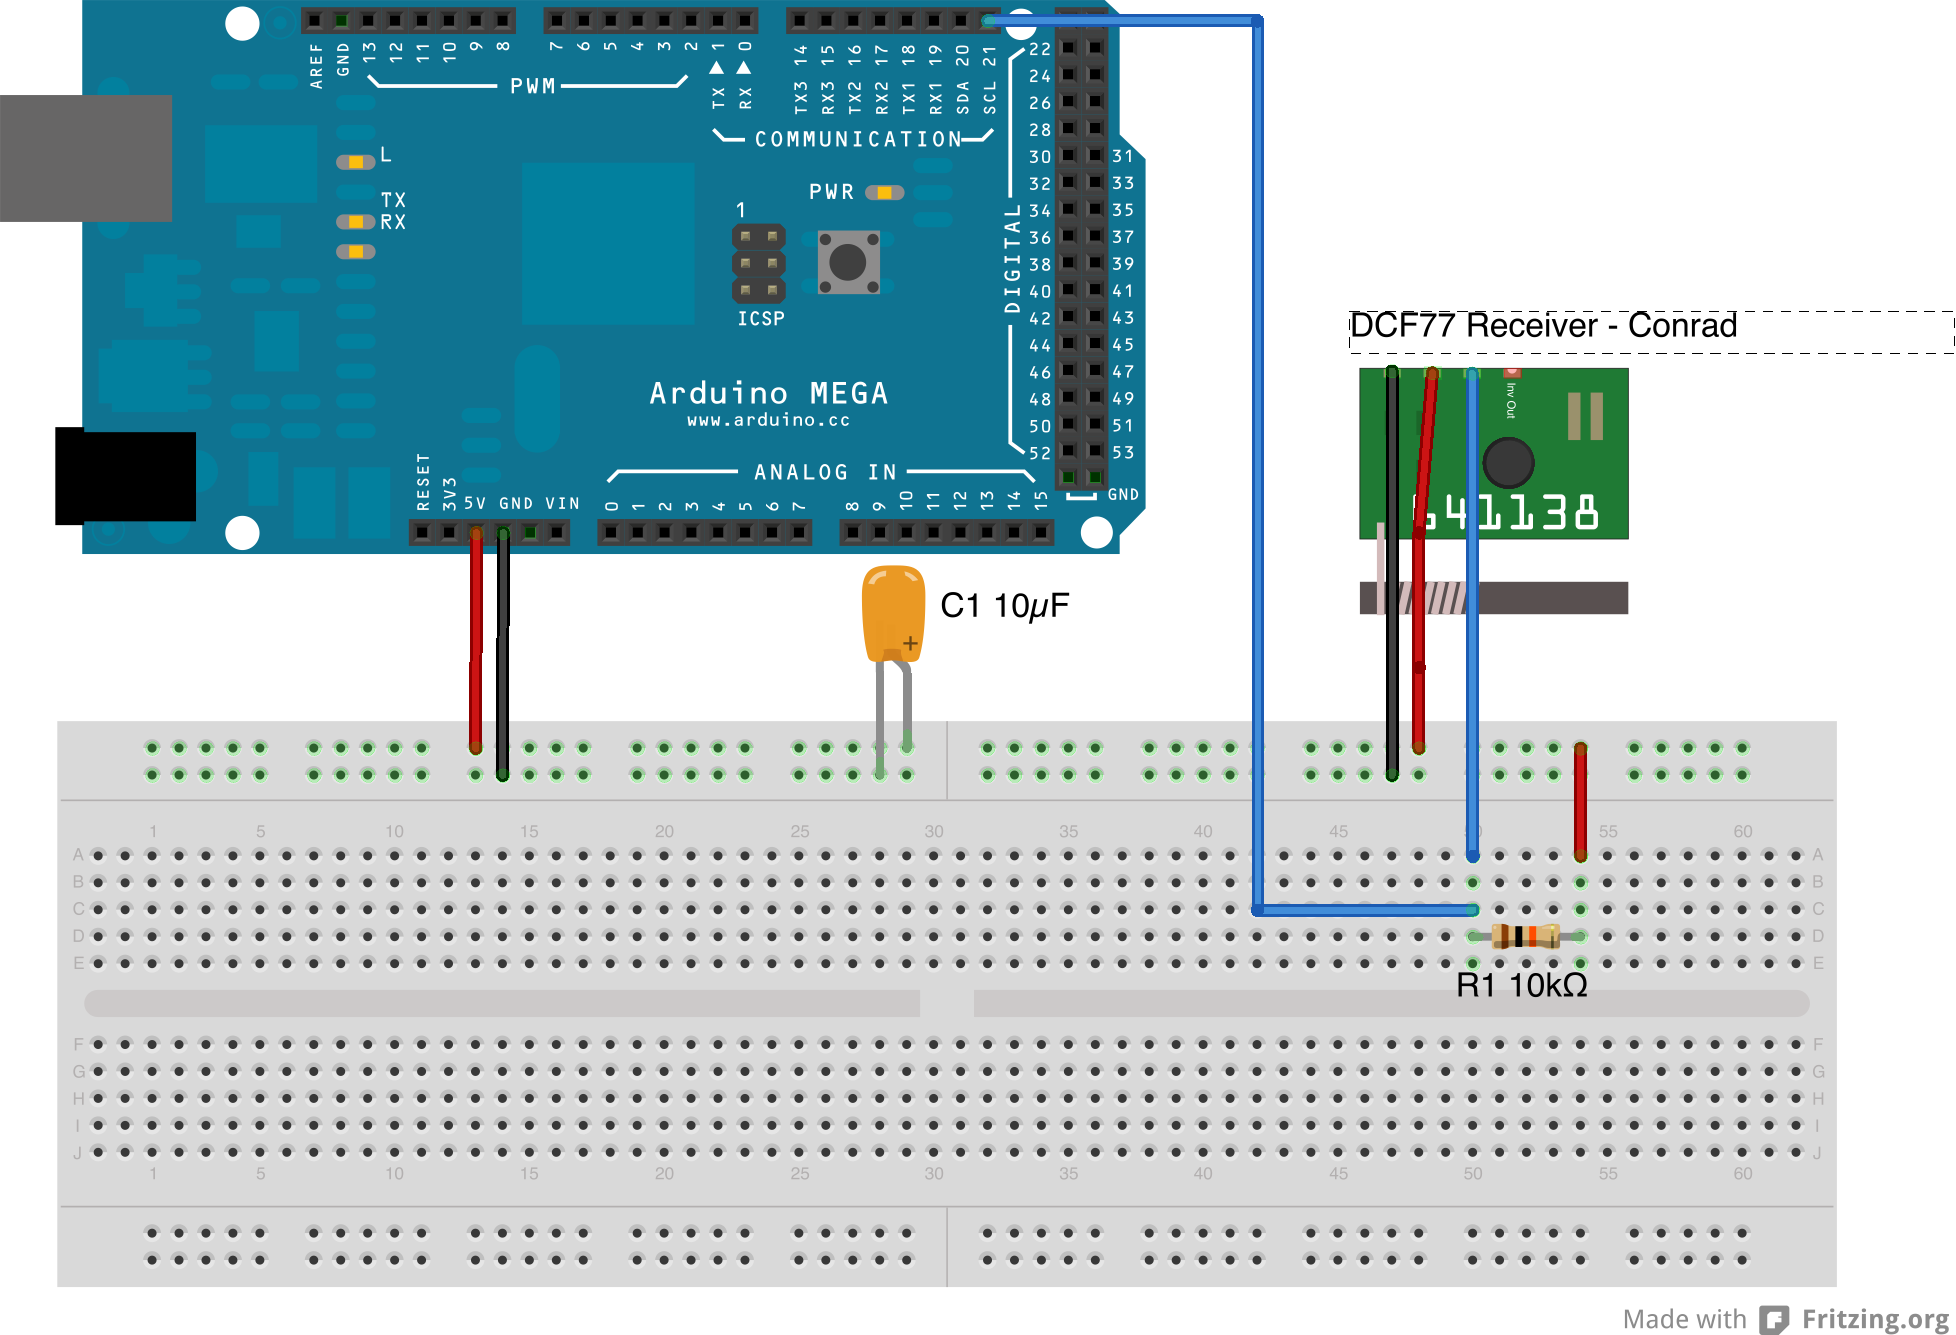 AREF GND 13 12 11 10 9 8 7 6 5 4 3 2 1 0 14 15 16 17 18 19 20 21
TX RX TX3 RX3 TX2 RX2 TX1 RX1 SDA SCL
PWM
COMMUNICATION
L
TX
RX
PWR
1
ICSP
DIGITAL
22
24
26
28
30 31
32 33
34 35
36 37
38 39
40 41
42 43
44 45
46 47
48 49
50 51
52 53
GND
Arduino MEGA
www.arduino.cc
ANALOG IN
RESET 3V3 5V GND VIN 0 1 2 3 4 5 6 7 8 9 10 11 12 13 14 15
DCF77 Receiver - Conrad
Inv Out
641138
+
C1 10µF
1 5 10 15 20 25 30 35 40 45 50 55 60
A A
B B
C C
D D
E E
R1 10kΩ
F F
G G
H H
I I
J J
1 5 10 15 20 25 30 35 40 45 50 55 60
Made with Fritzing.org